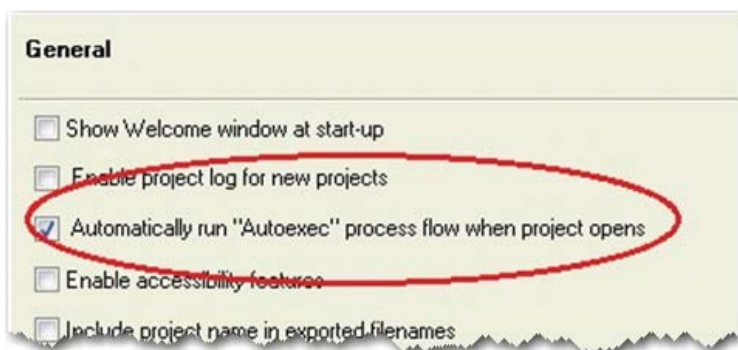 General
Show Welcome window at start-up
Enable project log for new projects
Automatically run "Autoexec" process flow when project opens
Enable accessibility features
Include project name in exported filenames